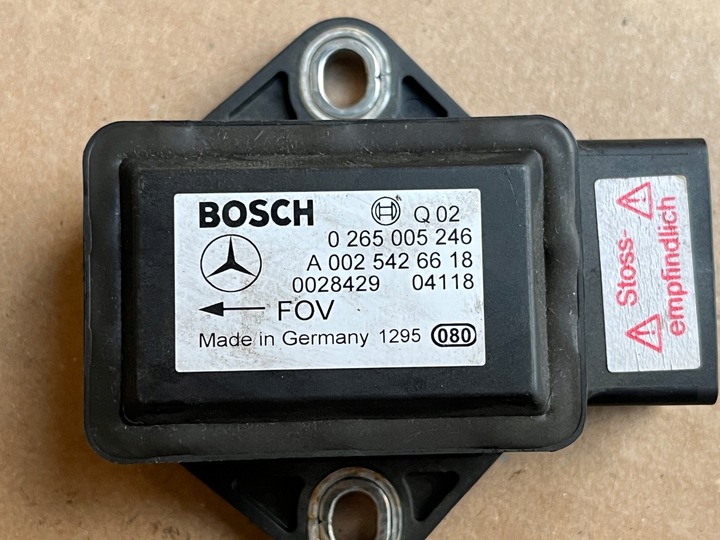 BOSCH
Q 02
0 265 005 246
A 002 542 66 18
0028429 04118
FOV
Made in Germany 1295 080
Stoss-
empfindlich